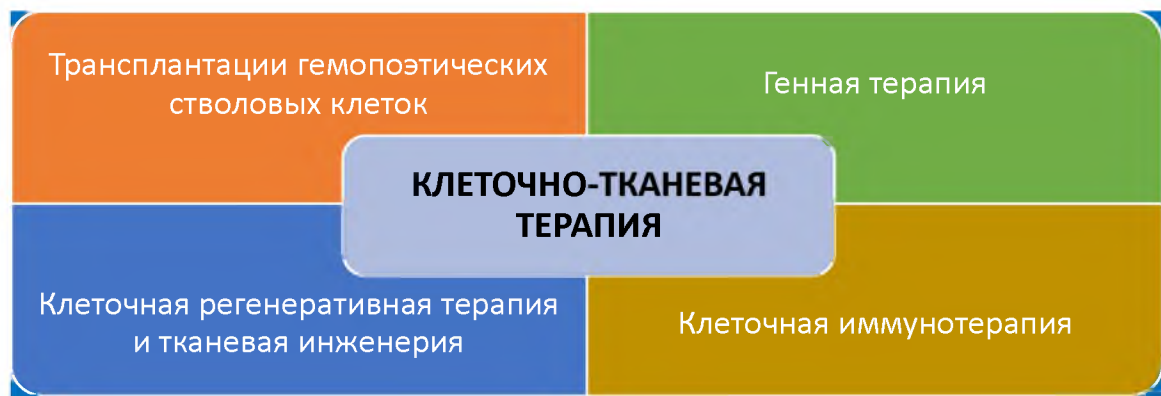 Трансплантации гемопоэтических
стволовых клеток
Генная терапия
КЛЕТОЧНО-ТКАНЕВАЯ
ТЕРАПИЯ
Клеточная регенеративная терапия
и тканевая инженерия
Клеточная иммунотерапия